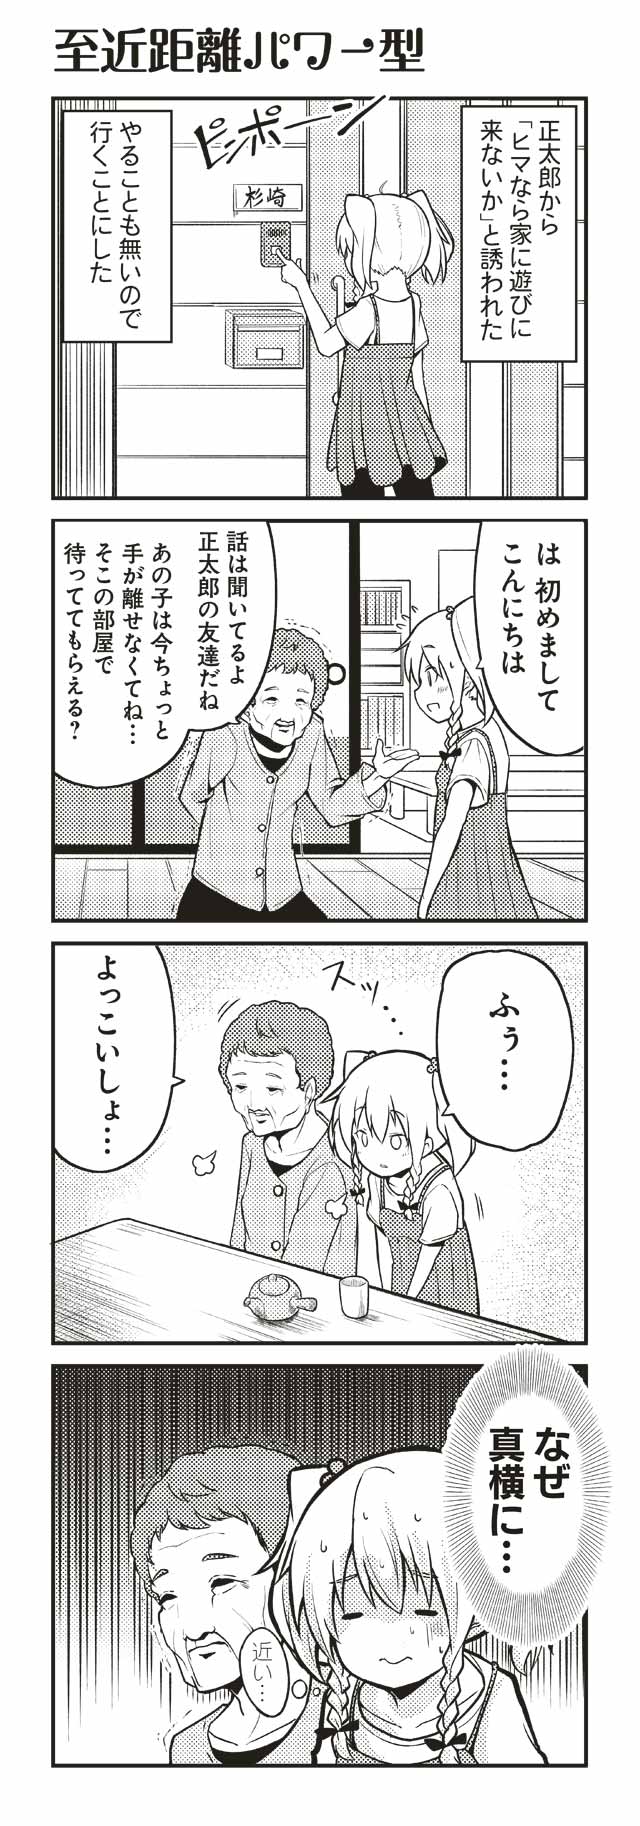 至近距離パワー型
正太郎から
「ヒマなら家に遊びに
来ないか」と誘われた
ピンポーン
杉崎
やることも無いので
行くことにした
は 初めまして
こんにちは
話は聞いてるよ
正太郎の友達だね
あの子は今ちょっと
手が離せなくてね…
そこの部屋で
待っててもらえる？
ふぅ…
スッ…
よっこいしょ…
なぜ
真横に…
近い…